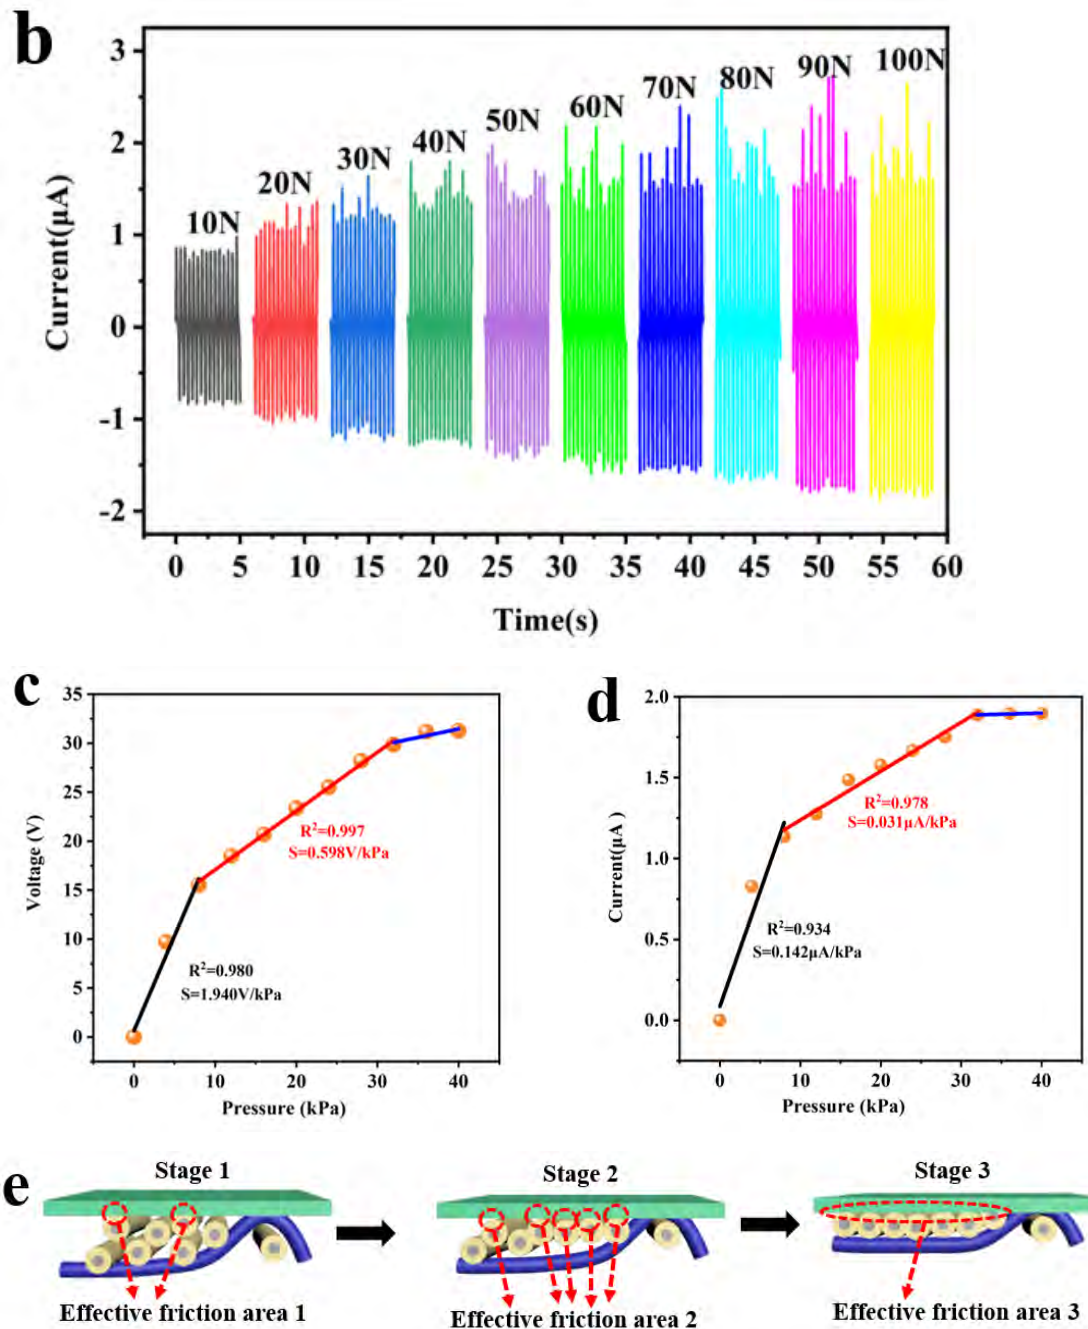 b
3
2
1
0
-1
-2
Current(μA)
10N
20N
30N
40N
50N
60N
70N
80N
90N
100N
0 5 10 15 20 25 30 35 40 45 50 55 60
Time(s)
c
35
30
25
20
15
10
5
0
Voltage (V)
R²=0.997
S=0.598V/kPa
R²=0.980
S=1.940V/kPa
0 10 20 30 40
Pressure (kPa)
d
2.0
1.5
1.0
0.5
0.0
Current(μA )
R²=0.978
S=0.031μA/kPa
R²=0.934
S=0.142μA/kPa
0 10 20 30 40
Pressure (kPa)
e
Stage 1
Stage 2
Stage 3
Effective friction area 1
Effective friction area 2
Effective friction area 3